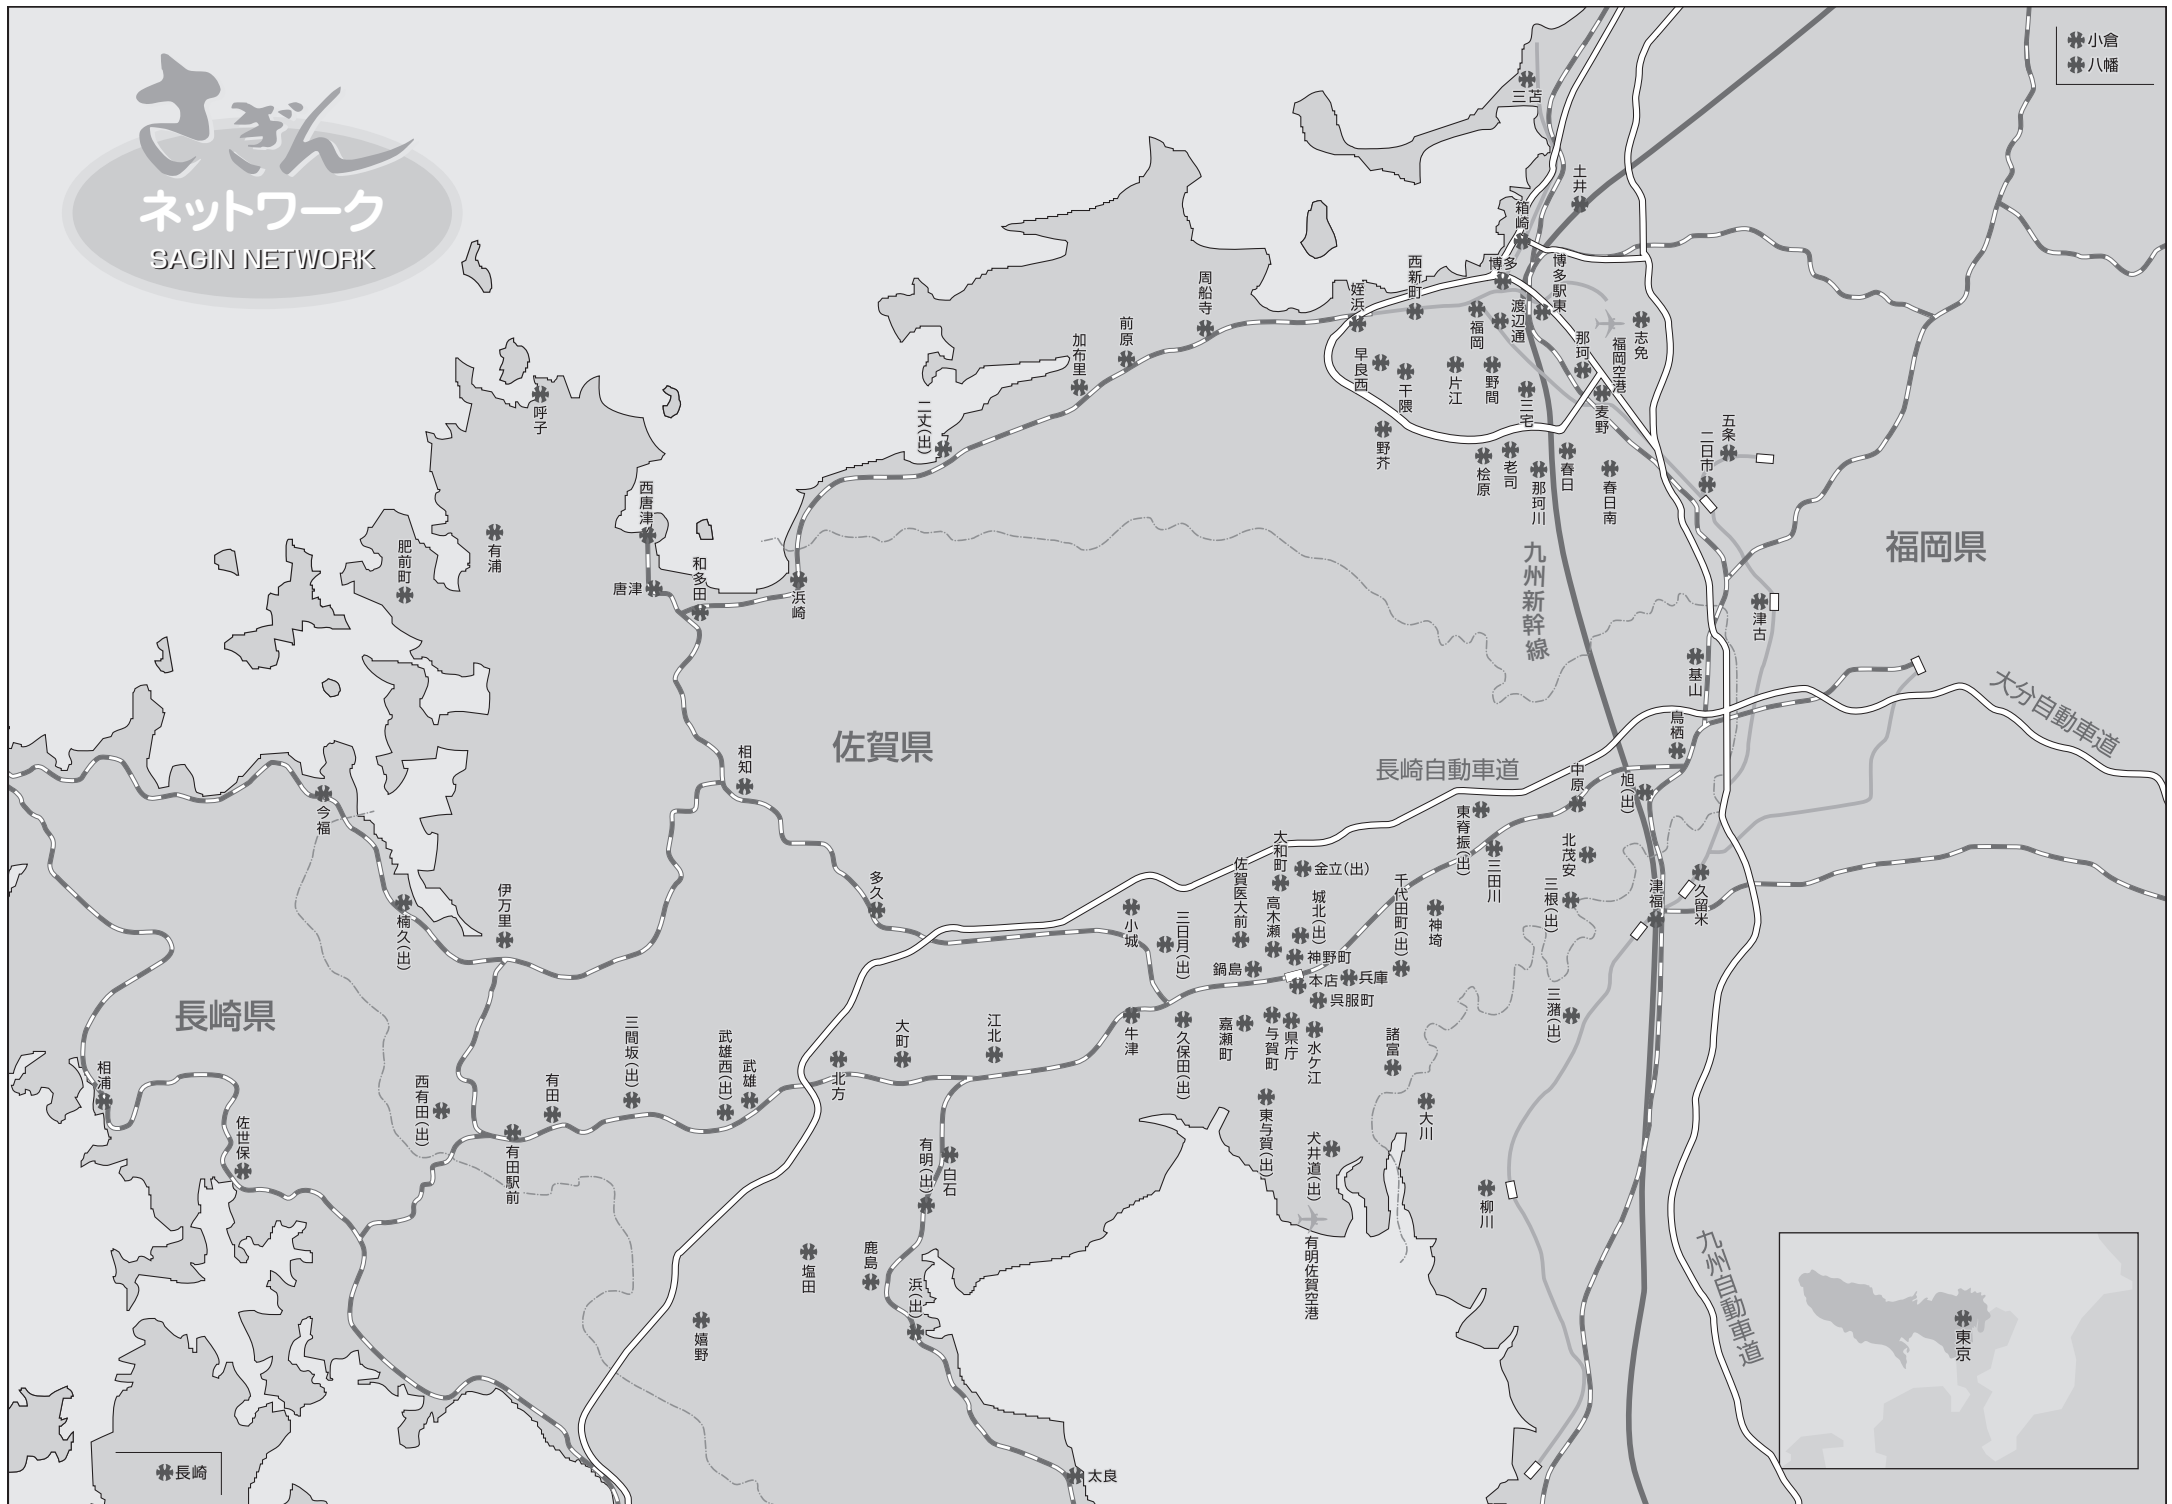 さぎん
ネットワーク
SAGIN NETWORK
小倉
八幡
三苫
土井
箱崎
博多
博多駅東
西新町
姪浜
周船寺
前原
加布里
二丈(出)
福岡
渡辺通
那珂
福岡空港
志免
早良西
干隈
片江
野間
三宅
麦野
野芥
桧原
老司
那珂川
春日
春日南
五条
二日市
呼子
西唐津
有浦
肥前町
唐津
和多田
浜崎
九州新幹線
福岡県
津古
基山
鳥栖
大分自動車道
佐賀県
長崎自動車道
相知
今福
中原
旭(出)
東脊振(出)
三田川
北茂安
三根(出)
津福
久留米
大和町
金立(出)
佐賀医大前
高木瀬
城北(出)
千代田町(出)
神埼
多久
伊万里
楠久(出)
小城
三日月(出)
鍋島
神野町
本店
兵庫
呉服町
三潴(出)
長崎県
牛津
久保田(出)
嘉瀬町
与賀町
県庁
水ケ江
諸富
江北
大町
北方
武雄
武雄西(出)
三間坂(出)
有田
西有田(出)
有田駅前
相浦
佐世保
東与賀(出)
犬井道(出)
大川
柳川
有明(出)
白石
有明佐賀空港
塩田
鹿島
浜(出)
嬉野
九州自動車道
東京
長崎
太良